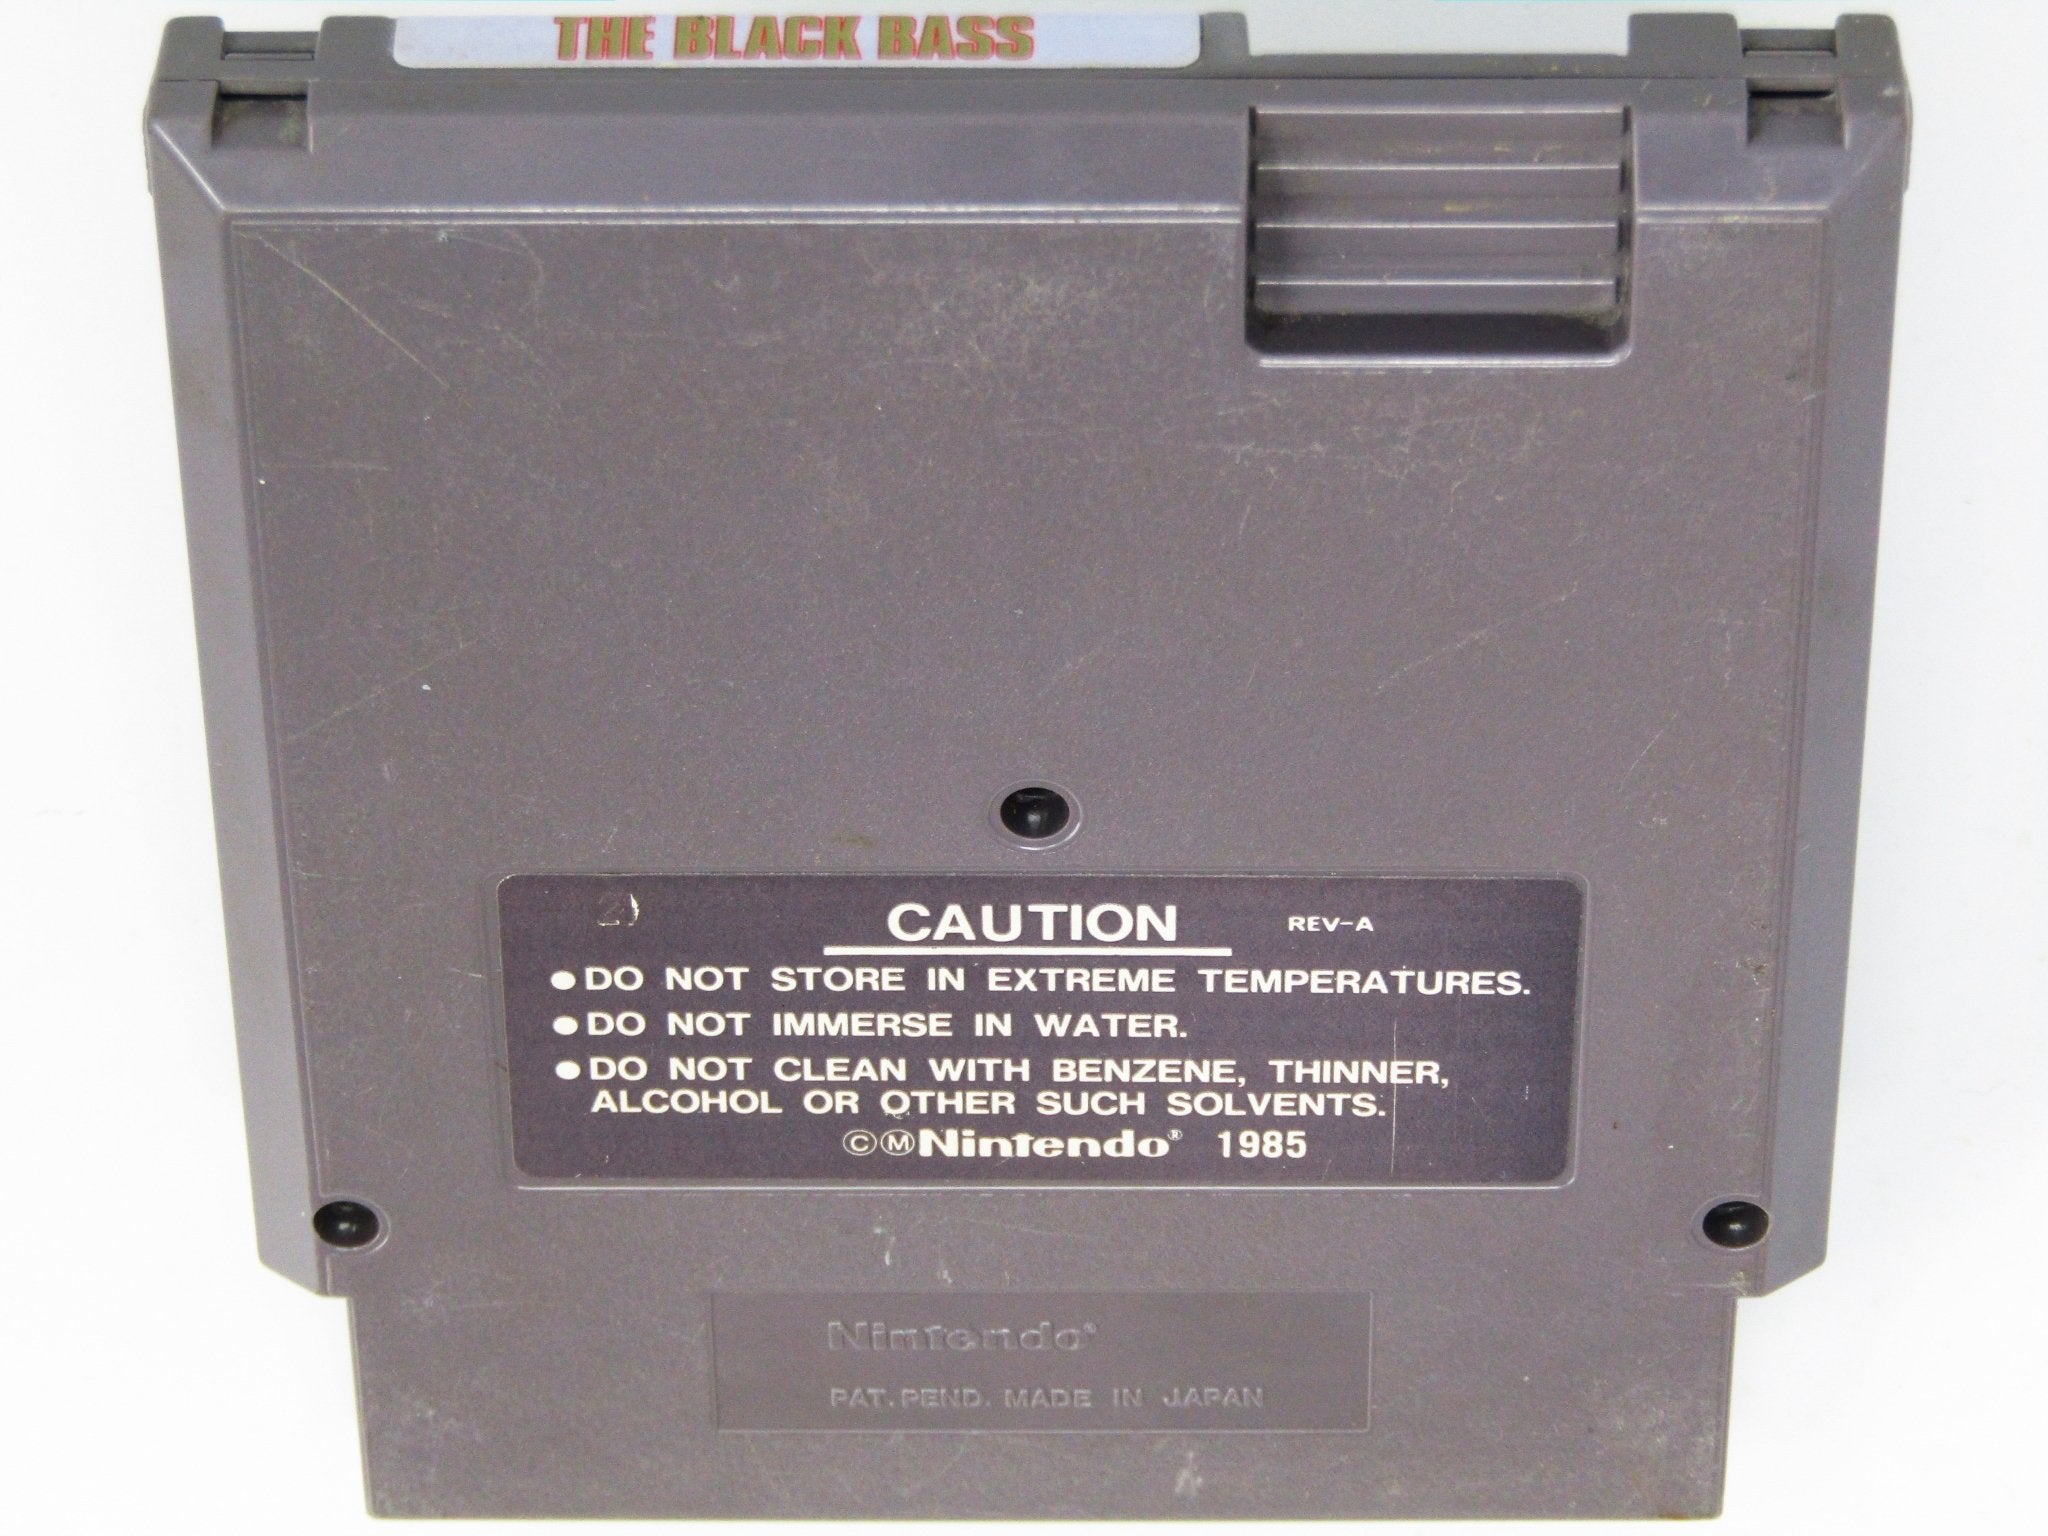 THE BLACK BASS
CAUTION REV-A
●DO NOT STORE IN EXTREME TEMPERATURES.
●DO NOT IMMERSE IN WATER.
●DO NOT CLEAN WITH BENZENE, THINNER,
ALCOHOL OR OTHER SUCH SOLVENTS.
©ⓂNintendo® 1985
Nintendo®
PAT. PEND. MADE IN JAPAN